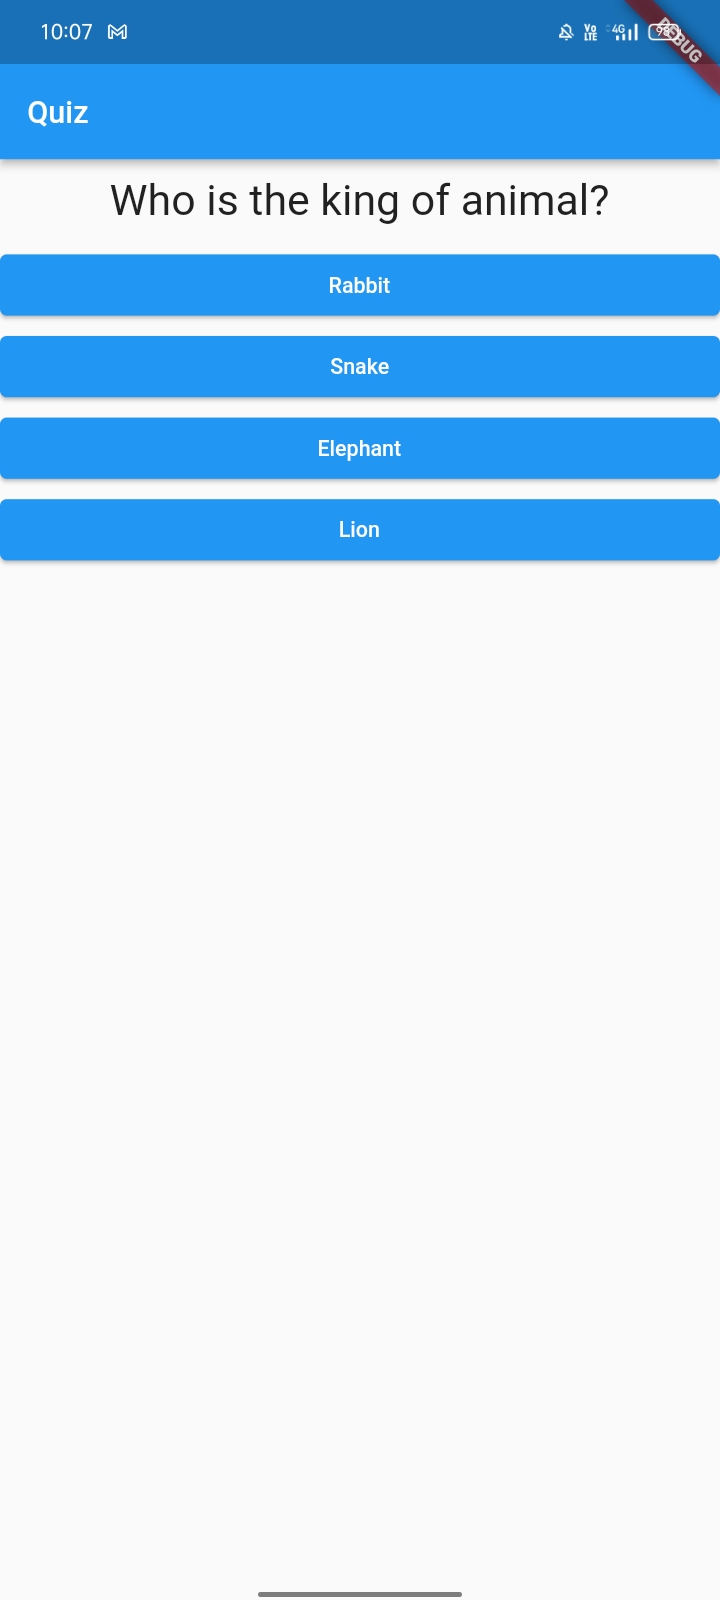 10:07
Vo
LTE
4G
DEBUG
Quiz
Who is the king of animal?
Rabbit
Snake
Elephant
Lion